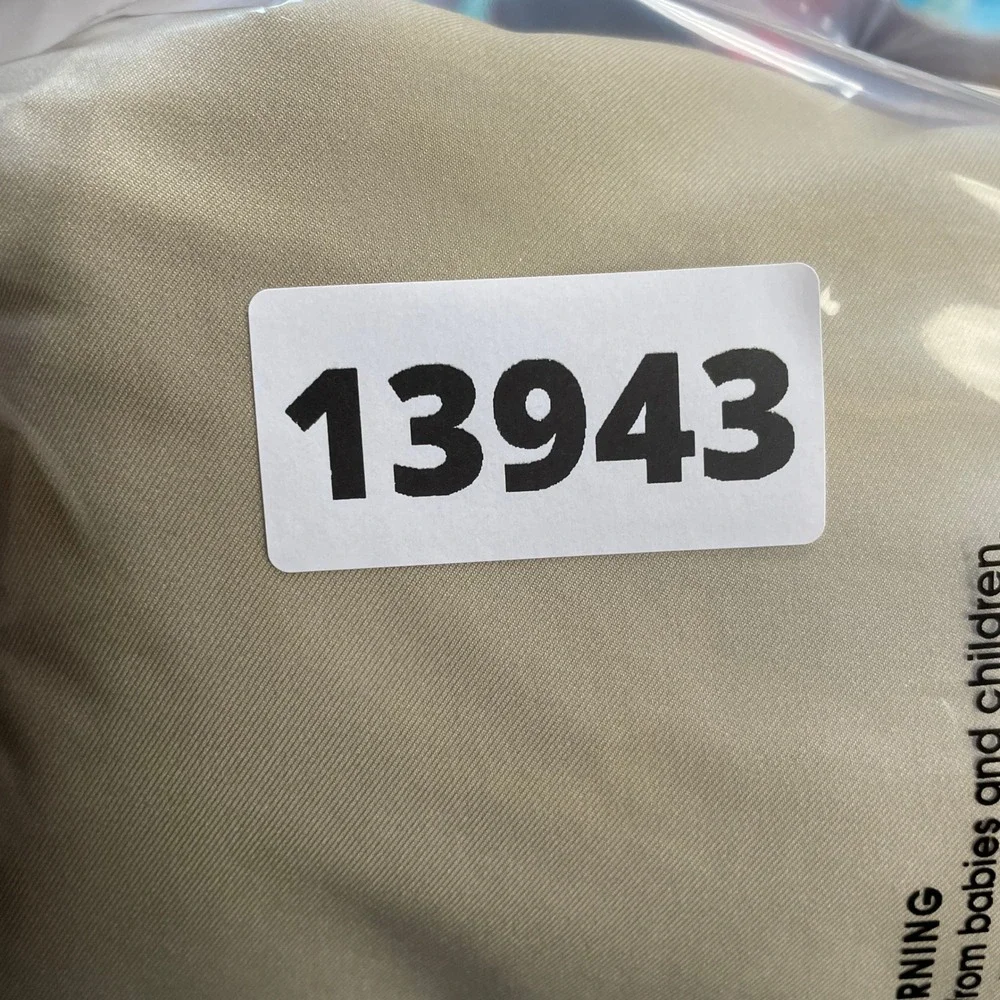 13943
RNING
rom babies and children